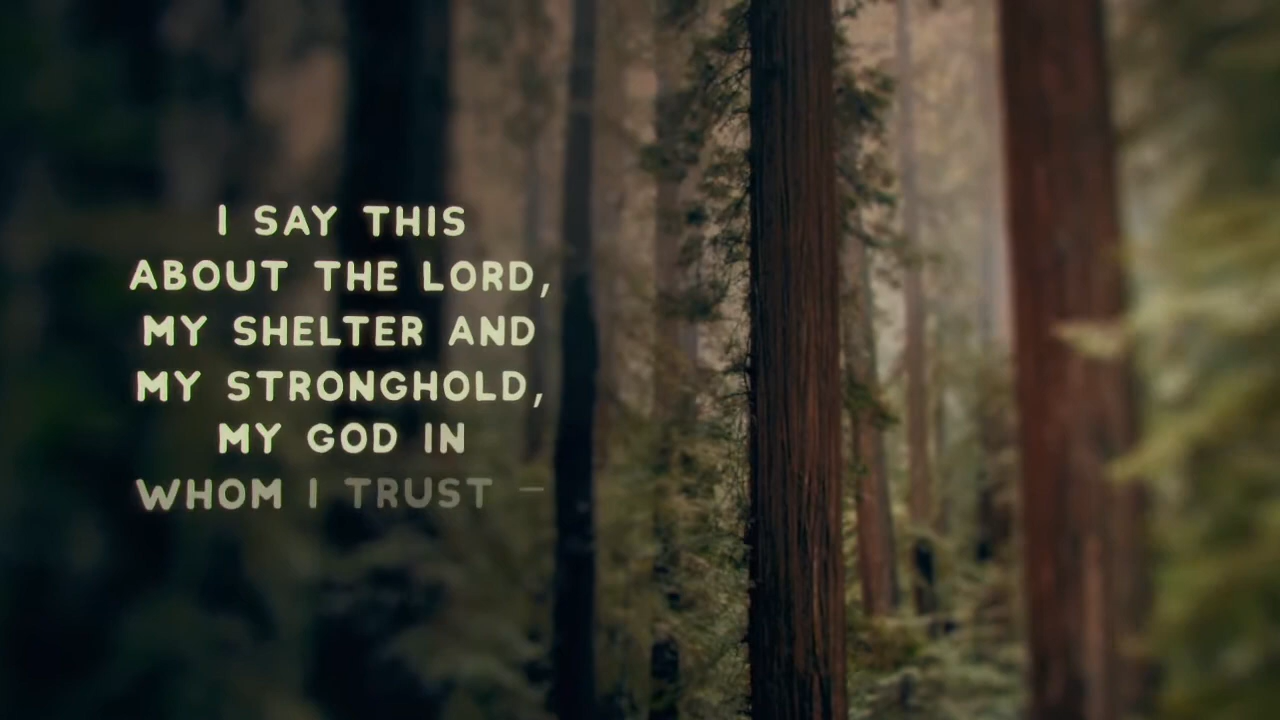 I SAY THIS
ABOUT THE LORD,
MY SHELTER AND
MY STRONGHOLD,
MY GOD IN
WHOM I TRUST –